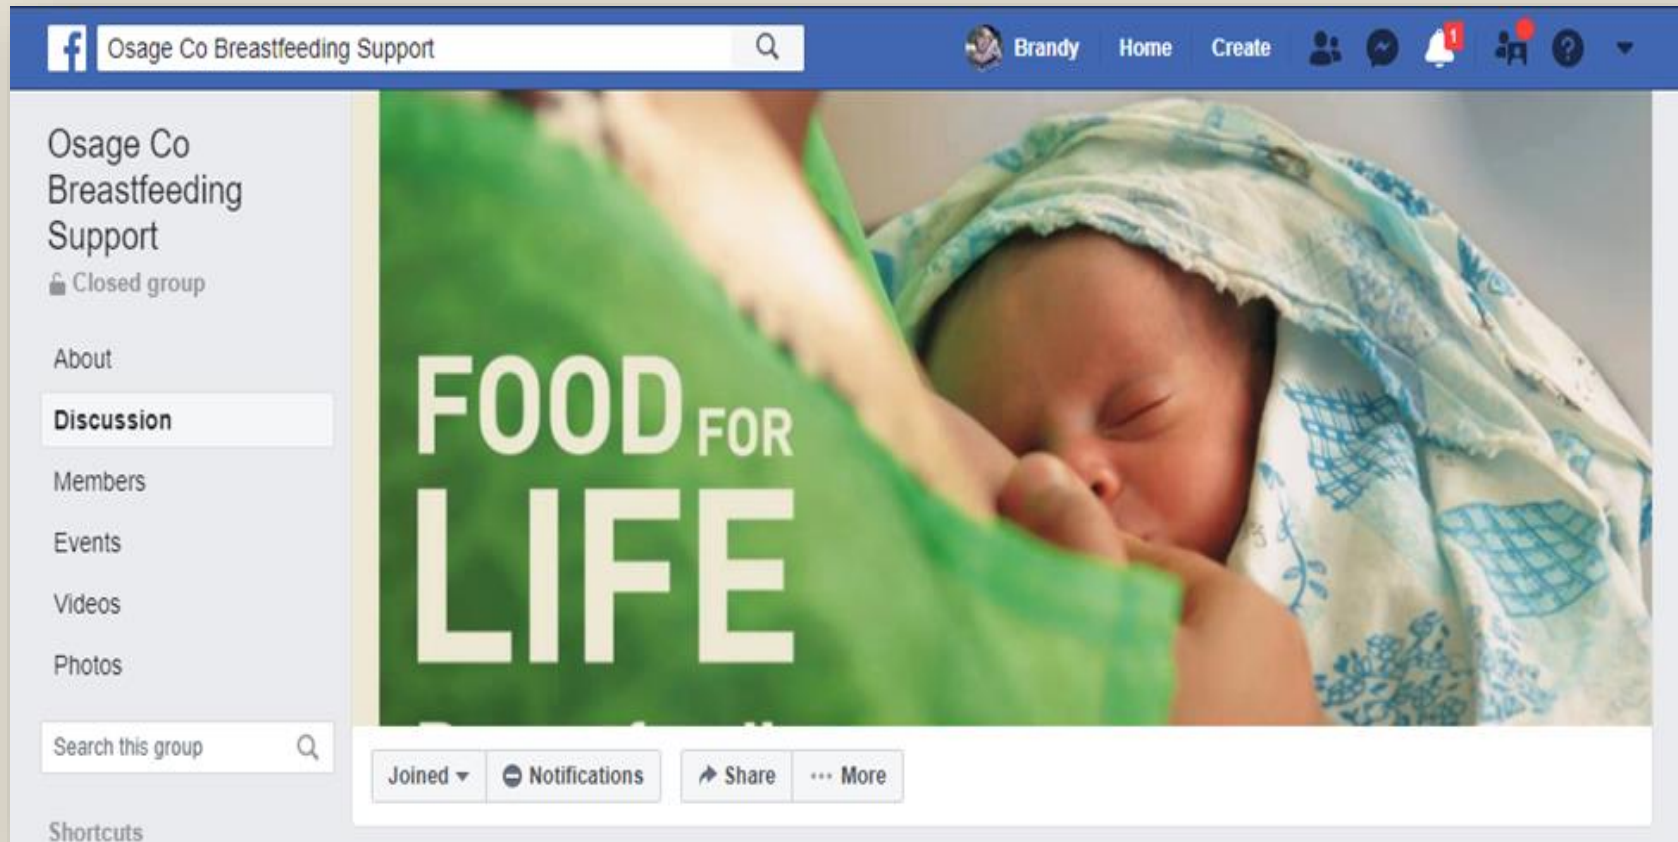 Osage Co Breastfeeding Support
Brandy
Home
Create
1
Osage Co
Breastfeeding
Support
Closed group
About
Discussion
Members
Events
Videos
Photos
Search this group
Shortcuts
FOOD FOR
LIFE
Joined
Notifications
Share
More